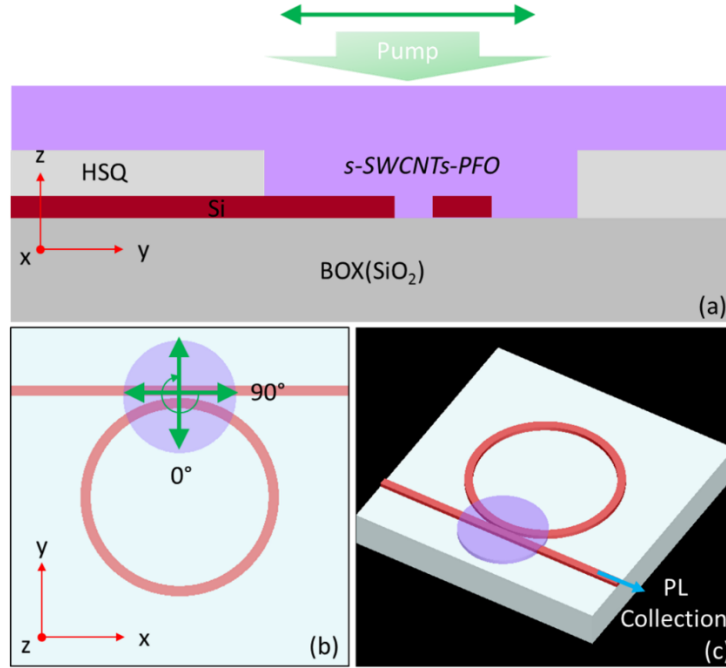 Pump
z
HSQ
s-SWCNTs-PFO
Si
x
y
BOX(SiO₂)
(a)
90°
0°
y
z
x
(b)
PL
Collection
(c)